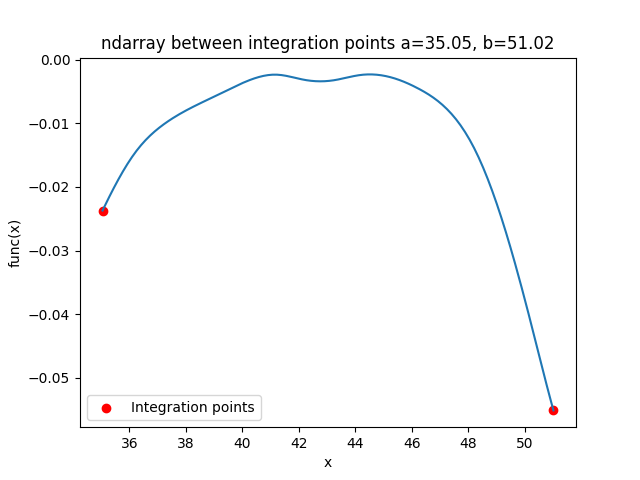 ndarray between integration points a=35.05, b=51.02
0.00
−0.01
−0.02
−0.03
−0.04
−0.05
func(x)
Integration points
36 38 40 42 44 46 48 50
x